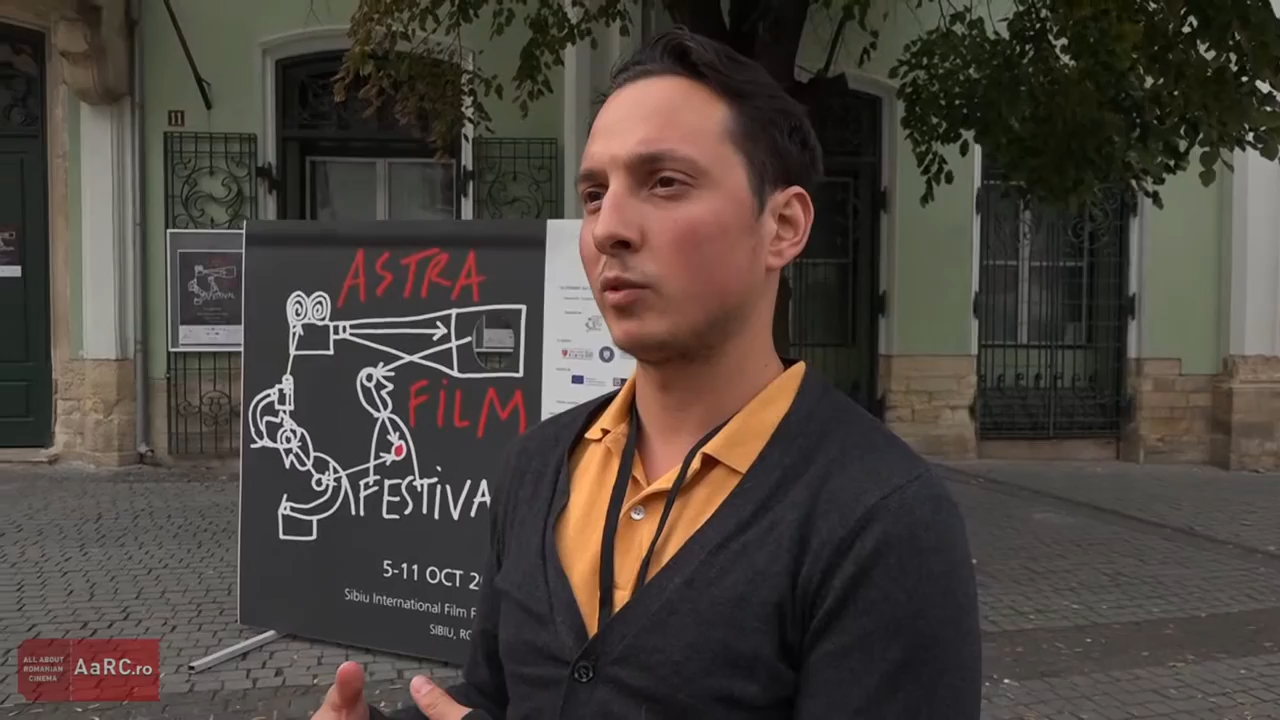 11
ASTRA
FILM
FESTIVA
5-11 OCT 2
Sibiu International Film F
SIBIU, RO
ALL ABOUT
ROMANIAN
CINEMA
AaRC.ro